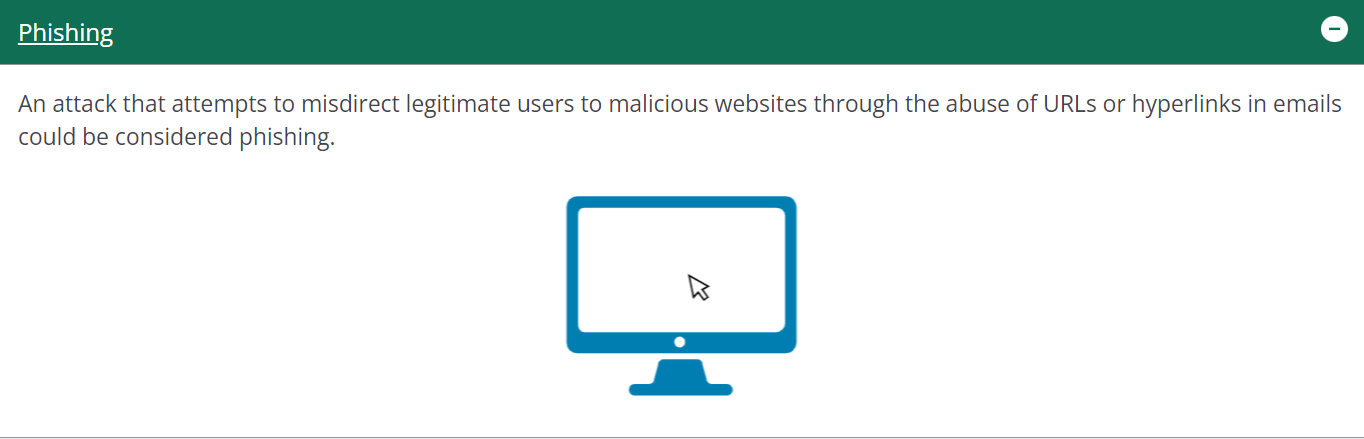 Phishing
An attack that attempts to misdirect legitimate users to malicious websites through the abuse of URLs or hyperlinks in emails
could be considered phishing.